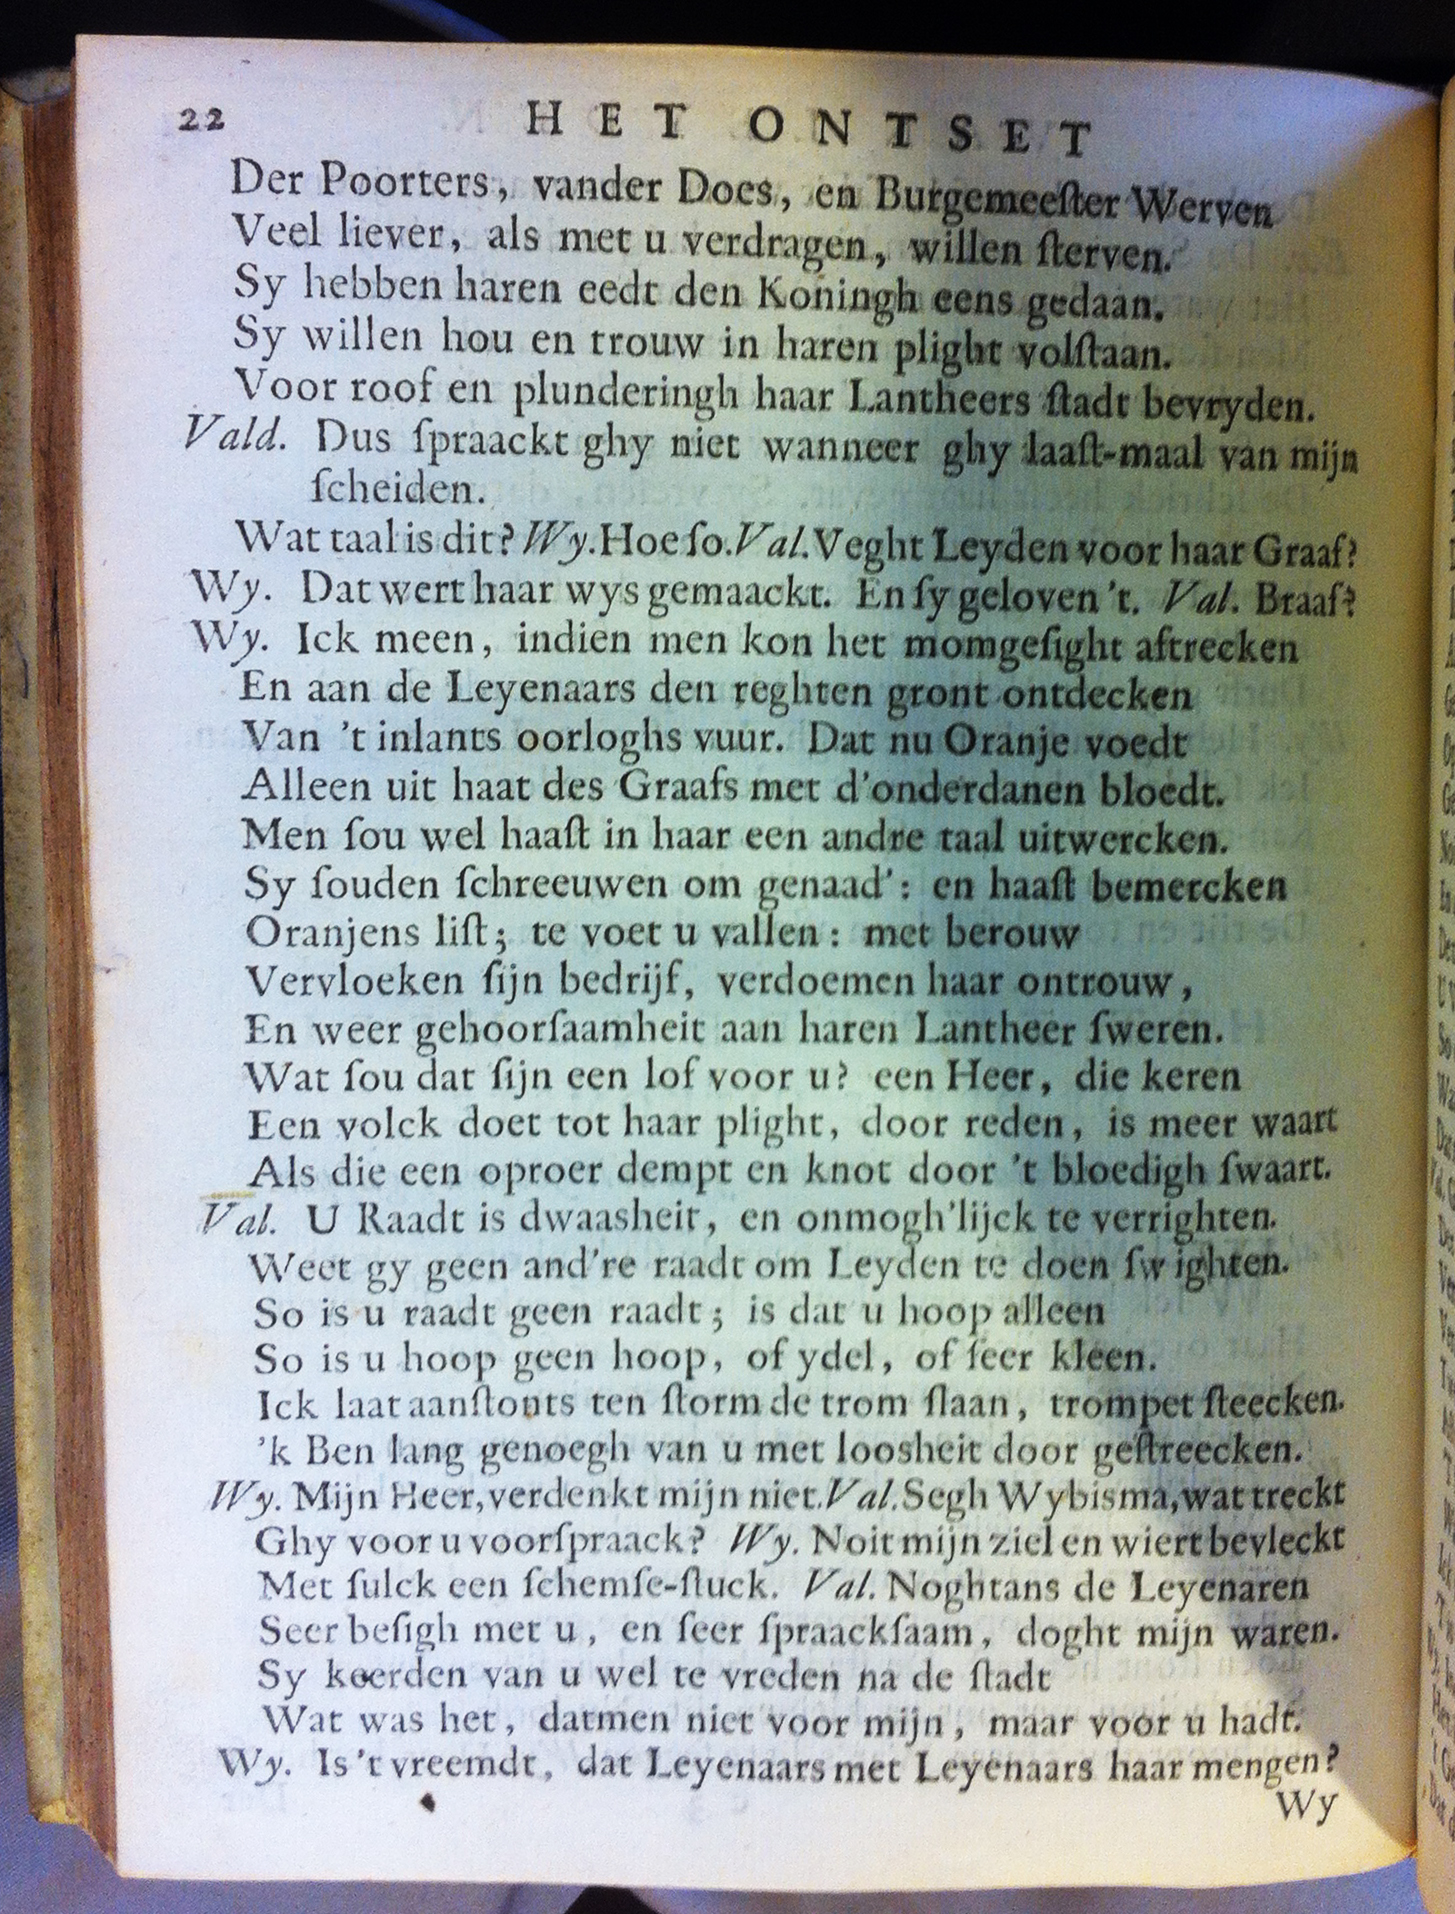 22 HET ONTSET
Der Poorters, vander Does, en Burgemeeſter Werven
Veel liever, als met u verdragen, willen ſterven.
Sy hebben haren eedt den Koningh eens gedaan.
Sy willen hou en trouw in haren plight volſtaan.
Voor roof en plunderingh haar Lantheers ſtadt bevryden.
Vald. Dus ſpraackt ghy niet wanneer ghy laaſt-maal van mijn
ſcheiden.
Wat taal is dit? Wy. Hoe ſo. Val. Veght Leyden voor haar Graaf?
Wy. Dat wert haar wys gemaackt. En ſy geloven 't. Val. Braaf?
Wy. Ick meen, indien men kon het momgeſight aftrecken
En aan de Leyenaars den reghten gront ontdecken
Van 't inlants oorloghs vuur. Dat nu Oranje voedt
Alleen uit haat des Graafs met d'onderdanen bloedt.
Men ſou wel haaſt in haar een andre taal uitwercken.
Sy ſouden ſchreeuwen om genaad': en haaſt bemercken
Oranjens liſt; te voet u vallen: met berouw
Vervloeken ſijn bedrijf, verdoemen haar ontrouw,
En weer gehoorſaamheit aan haren Lantheer ſweren.
Wat ſou dat ſijn een lof voor u? een Heer, die keren
Een volck doet tot haar plight, door reden, is meer waart
Als die een oproer dempt en knot door 't bloedigh ſwaart.
Val. U Raadt is dwaasheit, en onmogh'lijck te verrighten.
Weet gy geen and're raadt om Leyden te doen ſwighten.
So is u raadt geen raadt; is dat u hoop alleen
So is u hoop geen hoop, of ydel, of ſeer kleen.
Ick laat aanſtonts ten ſtorm de trom ſlaan, trompet ſteecken.
'k Ben lang genoegh van u met loosheit door geſtreecken.
Wy. Mijn Heer, verdenkt mijn niet. Val. Segh Wybisma, wat treckt
Ghy voor u voorſpraack? Wy. Noit mijn ziel en wiert bevleckt
Met ſulck een ſchemſe-ſtuck. Val. Noghtans de Leyenaren
Seer beſigh met u, en ſeer ſpraackſaam, doght mijn waren.
Sy keerden van u wel te vreden na de ſtadt
Wat was het, datmen niet voor mijn, maar voor u hadt.
Wy. Is 't vreemdt, dat Leyenaars met Leyenaars haar mengen?
Wy